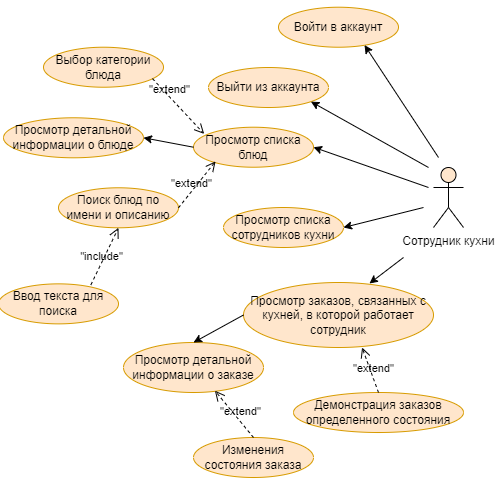 Войти в аккаунт
Выбор категории
блюда
"extend"
Выйти из аккаунта
Просмотр детальной
информации о блюде
Просмотр списка
блюд
"extend"
Поиск блюд по
имени и описанию
Просмотр списка
сотрудников кухни
Сотрудник кухни
"include"
Ввод текста для
поиска
Просмотр заказов, связанных с
кухней, в которой работает
сотрудник
Просмотр детальной
информации о заказе
"extend"
"extend"
Демонстрация заказов
определенного состояния
Изменения
состояния заказа